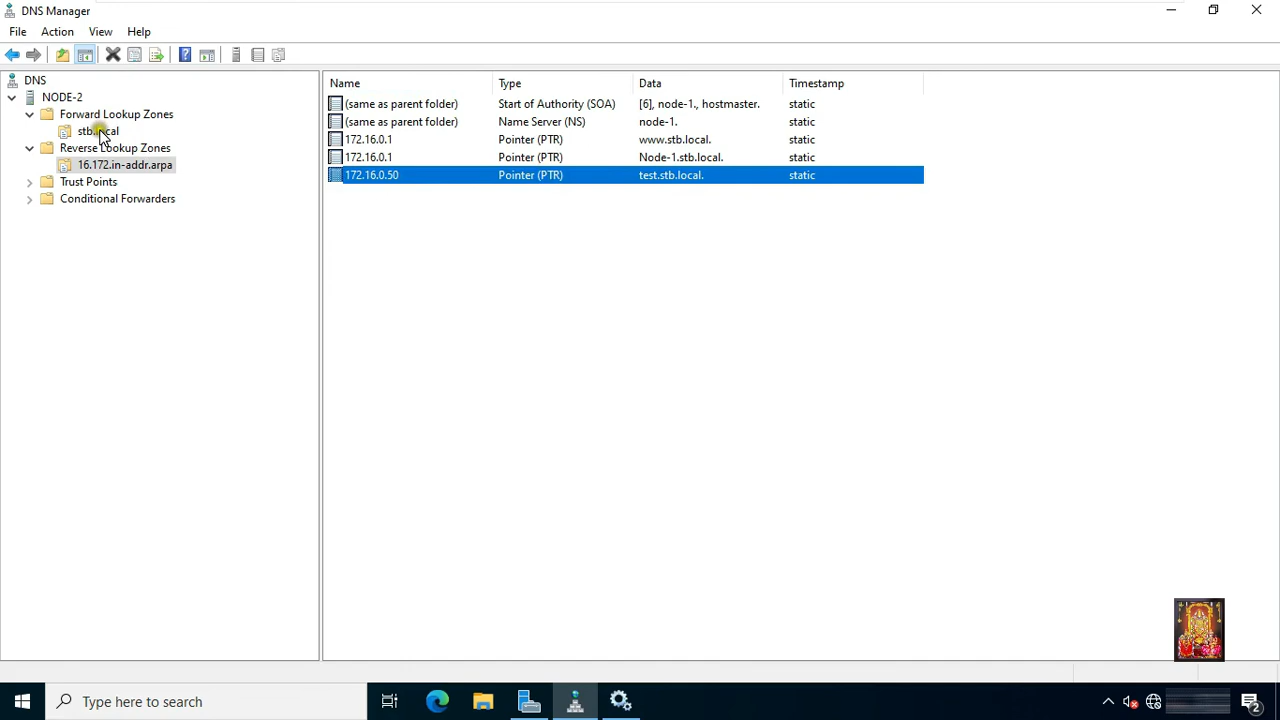 DNS Manager
File Action View Help
DNS
NODE-2
Forward Lookup Zones
stb.local
Reverse Lookup Zones
16.172.in-addr.arpa
Trust Points
Conditional Forwarders
Name Type Data Timestamp
(same as parent folder) Start of Authority (SOA) [6], node-1., hostmaster. static
(same as parent folder) Name Server (NS) node-1. static
172.16.0.1 Pointer (PTR) www.stb.local. static
172.16.0.1 Pointer (PTR) Node-1.stb.local. static
172.16.0.50 Pointer (PTR) test.stb.local. static
Type here to search
2